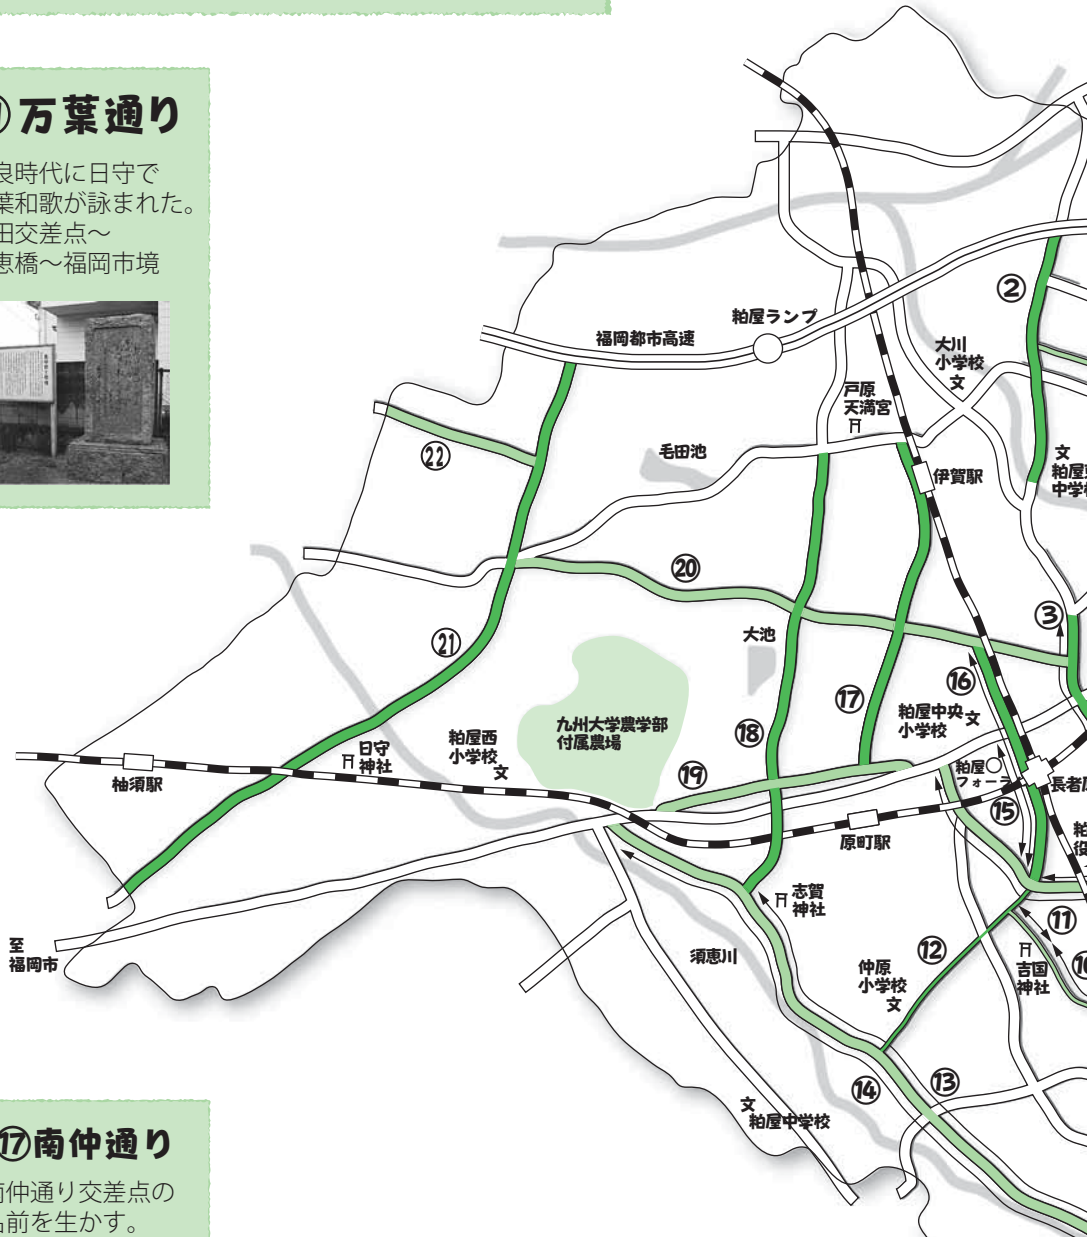 万葉通り
良時代に日守で
葉和歌が詠まれた。
田交差点～
恵橋～福岡市境
粕屋ランプ
福岡都市高速
②
大川
小学校
文
戸原
天満宮
毛田池
㉒
伊賀駅
文
粕屋東
中学校
⑳
③
大池
㉑
⑯
⑰
粕屋中央
小学校
文
⑱
九州大学農学部
付属農場
粕屋西
小学校
文
日守
神社
柚須駅
⑲
粕屋
フォーラ
長者原
⑮
原町駅
粕
役
志賀
神社
⑪
⑫
⑩
吉国
神社
須恵川
仲原
小学校
文
至
福岡市
⑬
⑭
文
粕屋中学校
⑰南仲通り
南仲通り交差点の
名前を生かす。